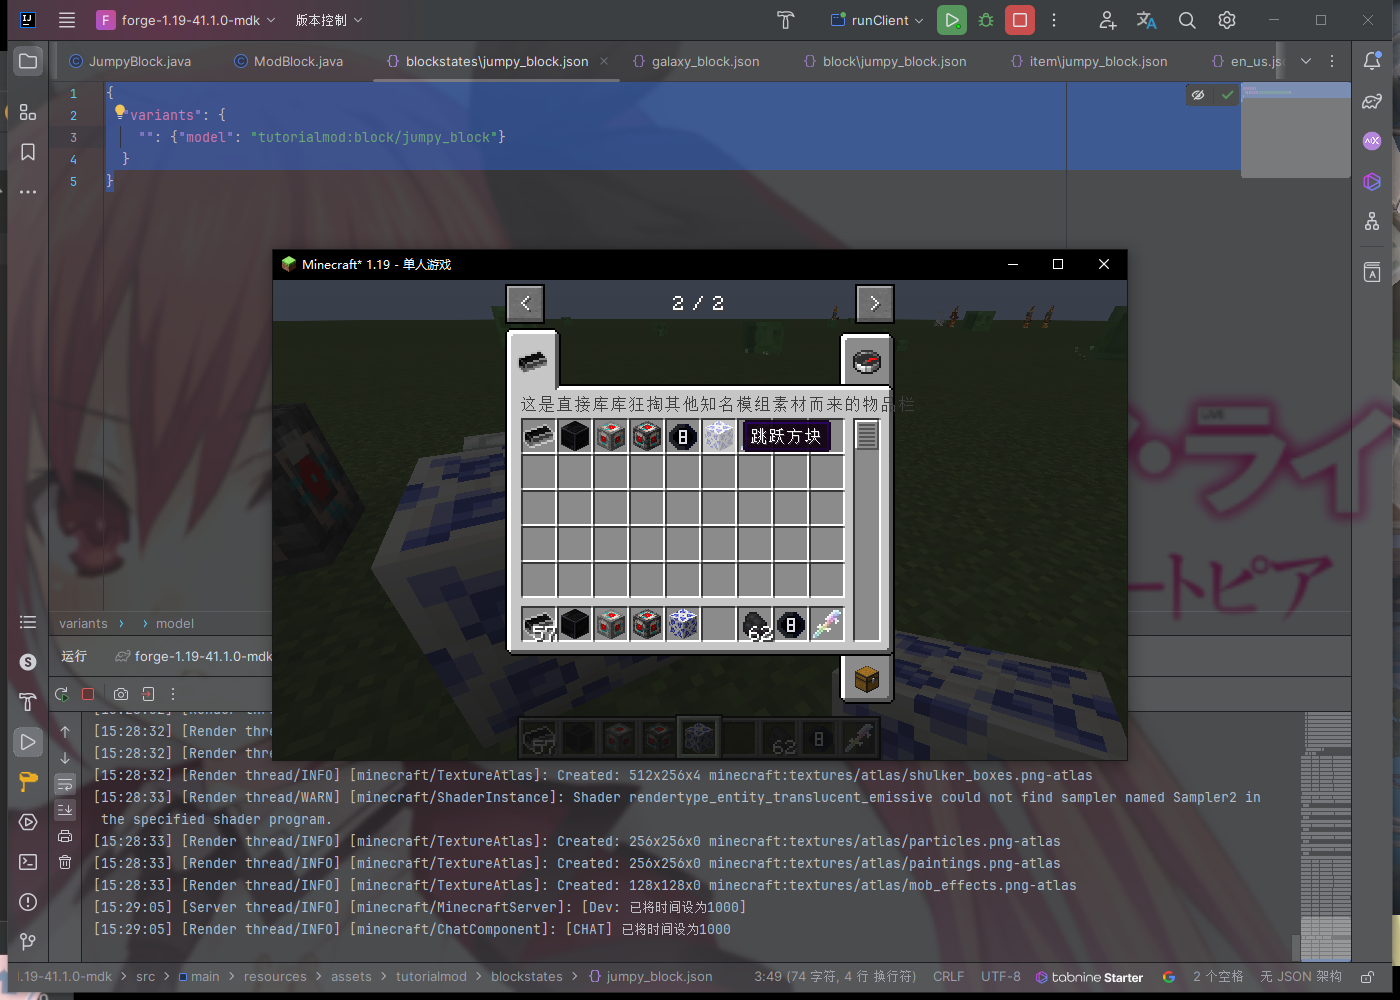 F forge-1.19-41.1.0-mdk 版本控制 runClient
JumpyBlock.java ModBlock.java blockstates\jumpy_block.json galaxy_block.json block\jumpy_block.json item\jumpy_block.json en_us.js
1 {
2 "variants": {
3 "": {"model": "tutorialmod:block/jumpy_block"}
4 }
5 }
Minecraft* 1.19 - 单人游戏
2 / 2
这是直接库库狂掏其他知名模组素材而来的物品栏
跳跃方块
57 62
57 62
LIVE
・ライ
ートピア
variants model
运行 forge-1.19-41.1.0-mdk
[15:28:32] [Render thre
[15:28:32] [Render thre
[15:28:32] [Render thread/INFO] [minecraft/TextureAtlas]: Created: 512x256x4 minecraft:textures/atlas/shulker_boxes.png-atlas
[15:28:33] [Render thread/WARN] [minecraft/ShaderInstance]: Shader rendertype_entity_translucent_emissive could not find sampler named Sampler2 in
the specified shader program.
[15:28:33] [Render thread/INFO] [minecraft/TextureAtlas]: Created: 256x256x0 minecraft:textures/atlas/particles.png-atlas
[15:28:33] [Render thread/INFO] [minecraft/TextureAtlas]: Created: 256x256x0 minecraft:textures/atlas/paintings.png-atlas
[15:28:33] [Render thread/INFO] [minecraft/TextureAtlas]: Created: 128x128x0 minecraft:textures/atlas/mob_effects.png-atlas
[15:29:05] [Server thread/INFO] [minecraft/MinecraftServer]: [Dev: 已将时间设为1000]
[15:29:05] [Render thread/INFO] [minecraft/ChatComponent]: [CHAT] 已将时间设为1000
.19-41.1.0-mdk src main resources assets tutorialmod blockstates jumpy_block.json 3:49 (74 字符, 4 行 换行符) CRLF UTF-8 tabnine Starter 2 个空格 无 JSON 架构